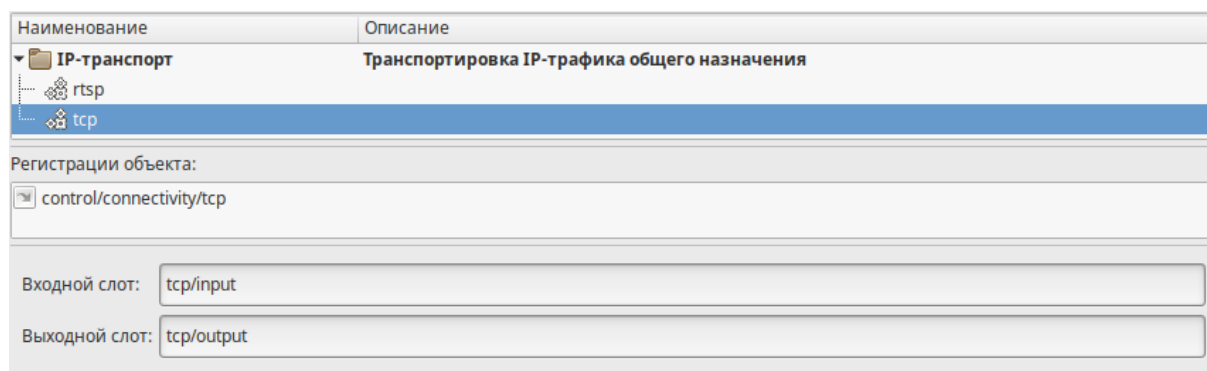 Наименование Описание
IP-транспорт Транспортировка IP-трафика общего назначения
rtsp
tcp
Регистрации объекта:
control/connectivity/tcp
Входной слот: tcp/input
Выходной слот: tcp/output